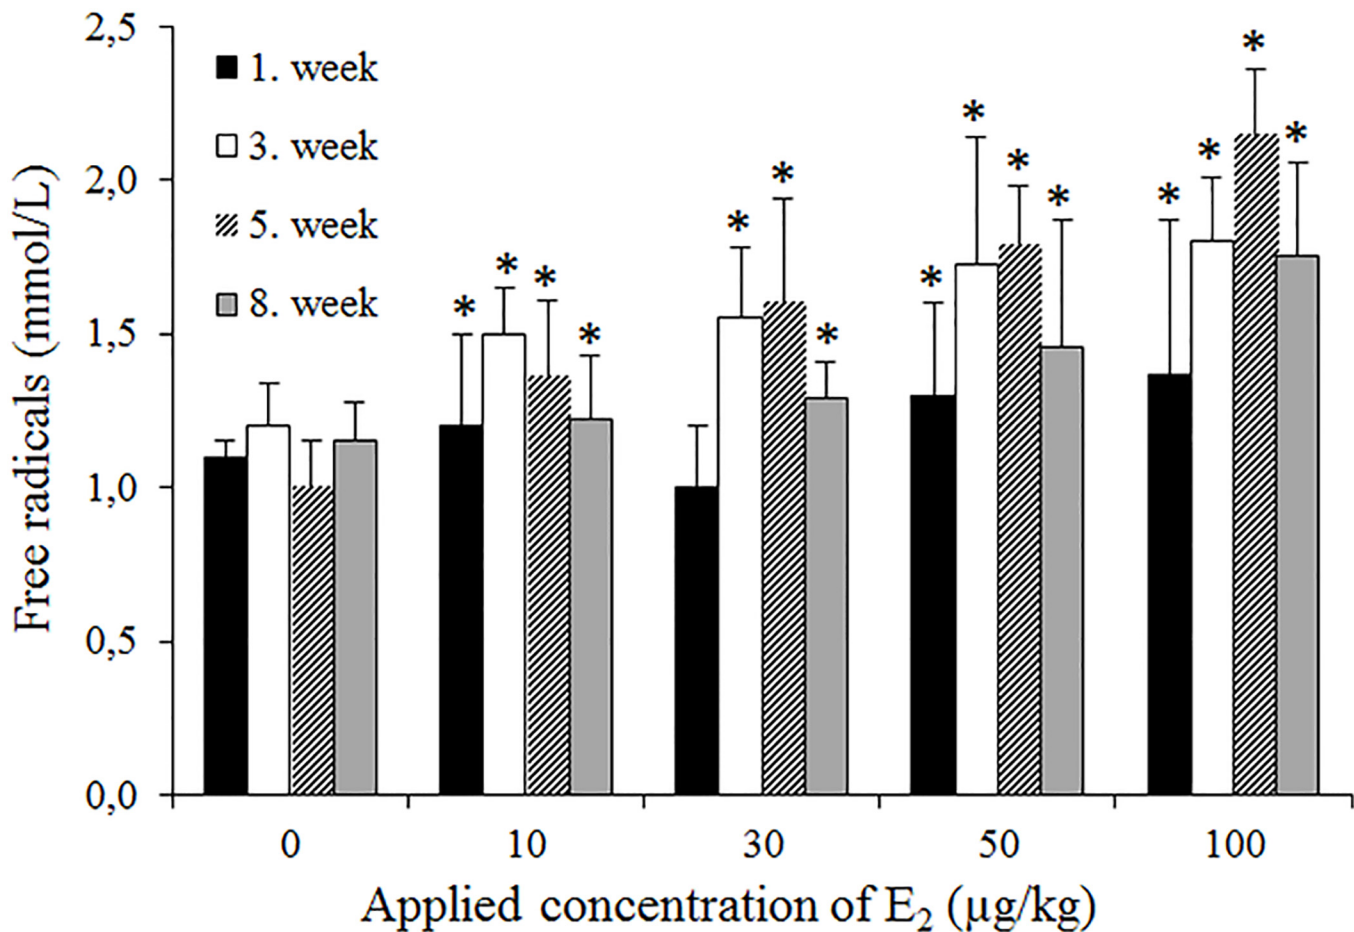 2,5
2,0
1,5
1,0
0,5
0,0
Free radicals (mmol/L)
1. week
3. week
5. week
8. week
* * * *
* * *
* * * *
* * * *
0 10 30 50 100
Applied concentration of E₂ (µg/kg)